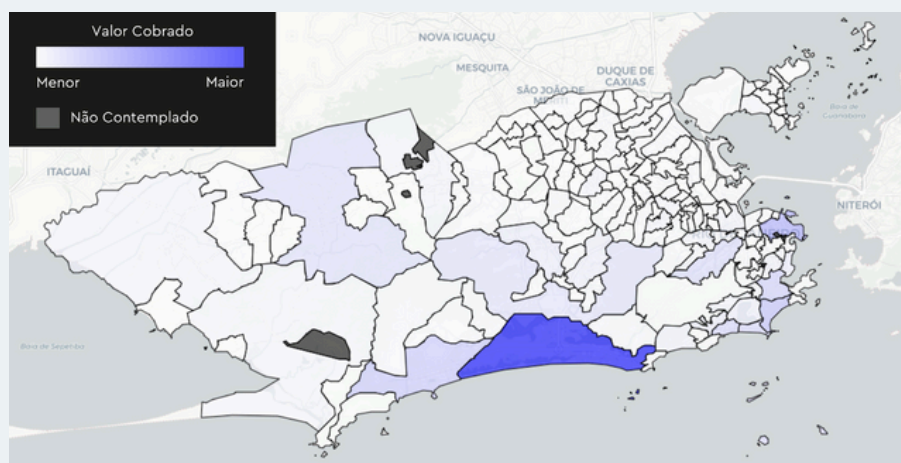 Valor Cobrado
Menor
Maior
Não Contemplado
NOVA IGUAÇU
MESQUITA
DUQUE DE
CAXIAS
SÃO JOÃO DE
MERITI
Baía de
Guanabara
ITAGUAÍ
NITERÓI
Baía de Sepetiba